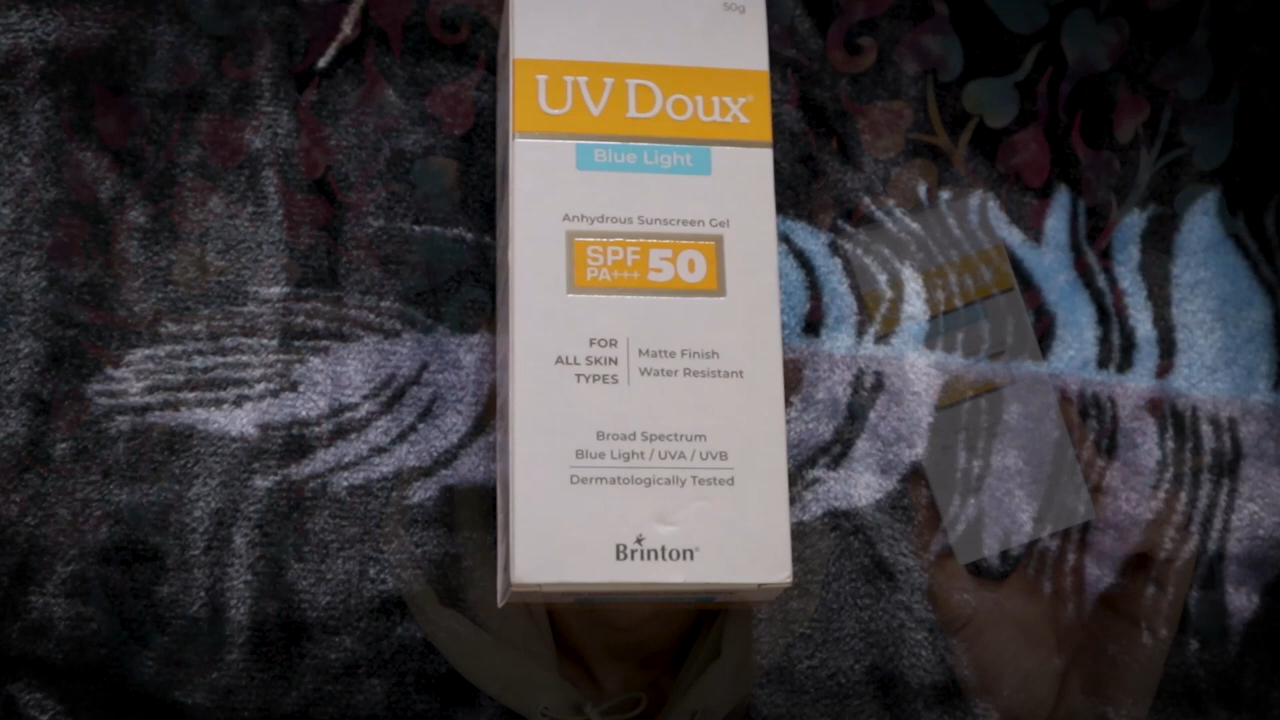 50g
UV Doux®
Blue Light
Anhydrous Sunscreen Gel
SPF
PA+++ 50
FOR
ALL SKIN
TYPES
Matte Finish
Water Resistant
Broad Spectrum
Blue Light / UVA / UVB
Dermatologically Tested
Brinton®